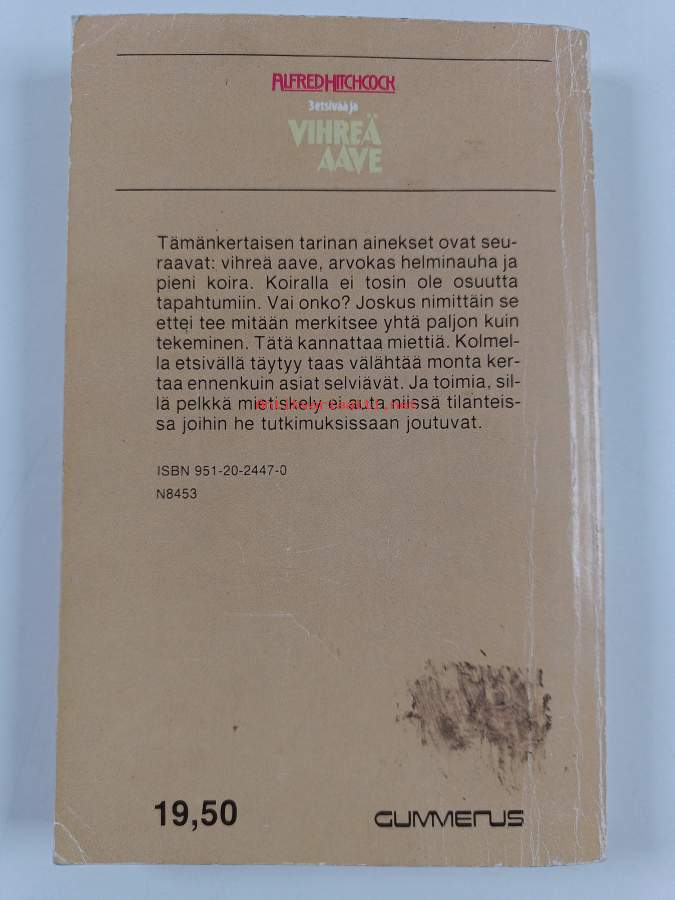 ALFRED HITCHCOCK
3 etsivää ja
VIHREÄ
AAVE
Tämänkertaisen tarinan ainekset ovat seu-
raavat: vihreä aave, arvokas helminauha ja
pieni koira. Koiralla ei tosin ole osuutta
tapahtumiin. Vai onko? Joskus nimittäin se
ettei tee mitään merkitsee yhtä paljon kuin
tekeminen. Tätä kannattaa miettiä. Kolmel-
la etsivällä täytyy taas välähtää monta ker-
taa ennenkuin asiat selviävät. Ja toimia, sil-
lä pelkkä mietiskely ei auta niissä tilanteis-
sa joihin he tutkimuksissaan joutuvat.
ISBN 951-20-2447-0
N8453
19,50
GUMMERUS